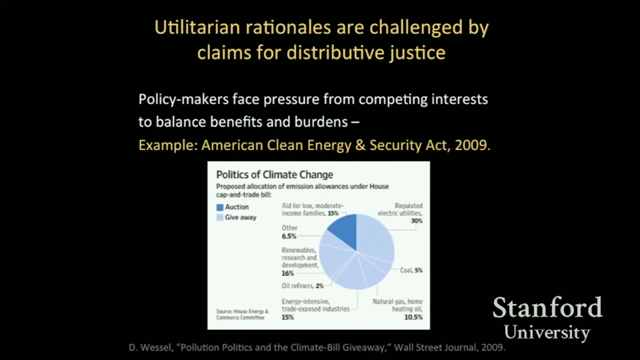 Utilitarian rationales are challenged by
claims for distributive justice
Policy-makers face pressure from competing interests
to balance benefits and burdens –
Example: American Clean Energy & Security Act, 2009.
Politics of Climate Change
Proposed allocation of emission allowances under House
cap-and-trade bill:
Auction
Give away
Aid for low, moderate-
income families, 15%
Regulated
electric utilities,
30%
Other
6.5%
Renewables,
research and
development,
16%
Coal, 5%
Oil refiners, 2%
Energy-intensive,
trade-exposed industries
15%
Natural gas, home
heating oil,
10.5%
Source: House Energy &
Commerce Committee
Stanford
University
D. Wessel, "Pollution Politics and the Climate-Bill Giveaway," Wall Street Journal, 2009.